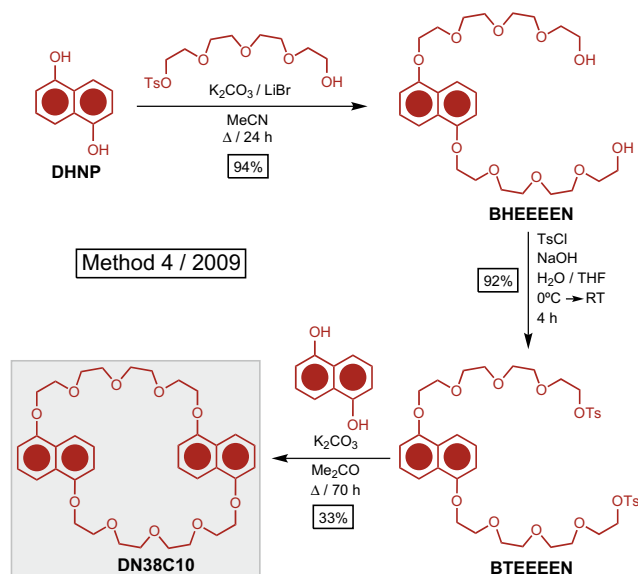 OH
OH
DHNP
O
O
O
TsO
OH
K₂CO₃ / LiBr
MeCN
Δ / 24 h
94%
O
O
O
O
OH
O
O
O
O
OH
BHEEEEN
Method 4 / 2009
92%
TsCl
NaOH
H₂O / THF
0ºC → RT
4 h
O
O
O
O
OTs
O
O
O
O
OTs
BTEEEEN
OH
OH
K₂CO₃
Me₂CO
Δ / 70 h
33%
O
O
O
O
O
O
O
O
O
O
DN38C10